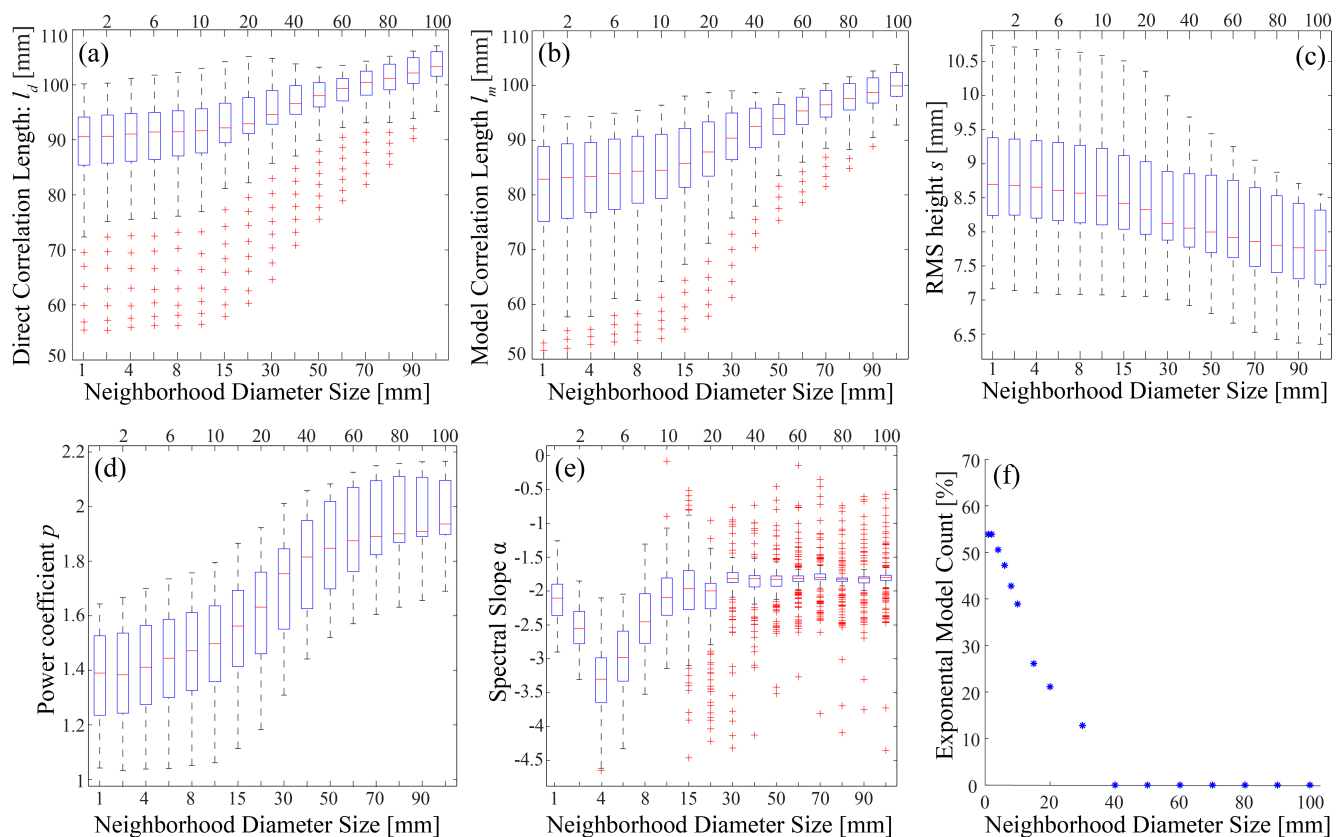 2 6 10 20 40 60 80 100
(a)
Direct Correlation Length: l_d [mm]
110
100
90
80
70
60
50
1 4 8 15 30 50 70 90
Neighborhood Diameter Size [mm]
2 6 10 20 40 60 80 100
(b)
Model Correlation Length l_m [mm]
110
100
90
80
70
60
50
1 4 8 15 30 50 70 90
Neighborhood Diameter Size [mm]
2 6 10 20 40 60 80 100
(c)
RMS height s [mm]
10.5
10
9.5
9
8.5
8
7.5
7
6.5
1 4 8 15 30 50 70 90
Neighborhood Diameter Size [mm]
2 6 10 20 40 60 80 100
(d)
Power coefficient p
2.2
2
1.8
1.6
1.4
1.2
1
1 4 8 15 30 50 70 90
Neighborhood Diameter Size [mm]
2 6 10 20 40 60 80 100
(e)
Spectral Slope α
0
-.5
-1
-1.5
-2
-2.5
-3
-3.5
-4
-4.5
1 4 8 15 30 50 70 90
Neighborhood Diameter Size [mm]
(f)
Exponental Model Count [%]
70
60
50
40
30
20
10
0
0 20 40 60 80 100
Neighborhood Diameter Size [mm]